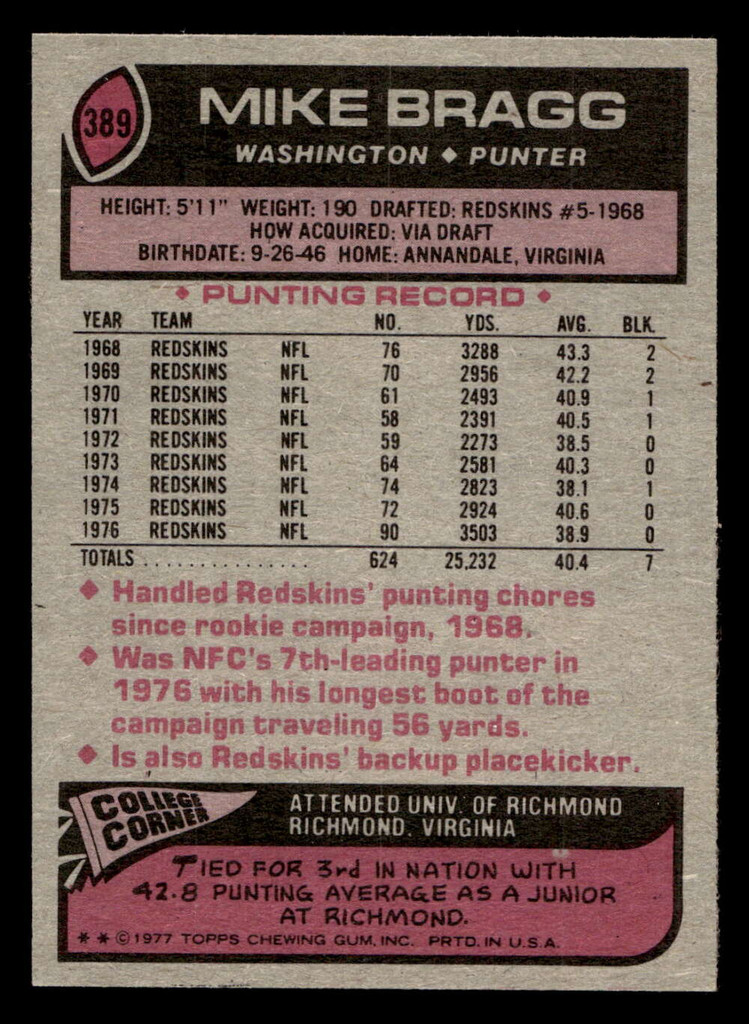 389
MIKE BRAGG
WASHINGTON ◆ PUNTER
HEIGHT: 5'11" WEIGHT: 190 DRAFTED: REDSKINS #5-1968
HOW ACQUIRED: VIA DRAFT
BIRTHDATE: 9-26-46 HOME: ANNANDALE, VIRGINIA
◆ PUNTING RECORD ◆
YEAR TEAM NO. YDS. AVG. BLK.
1968 REDSKINS NFL 76 3288 43.3 2
1969 REDSKINS NFL 70 2956 42.2 2
1970 REDSKINS NFL 61 2493 40.9 1
1971 REDSKINS NFL 58 2391 40.5 1
1972 REDSKINS NFL 59 2273 38.5 0
1973 REDSKINS NFL 64 2581 40.3 0
1974 REDSKINS NFL 74 2823 38.1 1
1975 REDSKINS NFL 72 2924 40.6 0
1976 REDSKINS NFL 90 3503 38.9 0
TOTALS . . . . . . . . . . . . . . . 624 25,232 40.4 7
◆ Handled Redskins' punting chores
since rookie campaign, 1968.
◆ Was NFC's 7th-leading punter in
1976 with his longest boot of the
campaign traveling 56 yards.
◆ Is also Redskins' backup placekicker.
COLLEGE
CORNER
ATTENDED UNIV. OF RICHMOND
RICHMOND, VIRGINIA
TIED FOR 3rd IN NATION WITH
42.8 PUNTING AVERAGE AS A JUNIOR
AT RICHMOND.
* * © 1977 TOPPS CHEWING GUM, INC. PRTD. IN U.S.A.